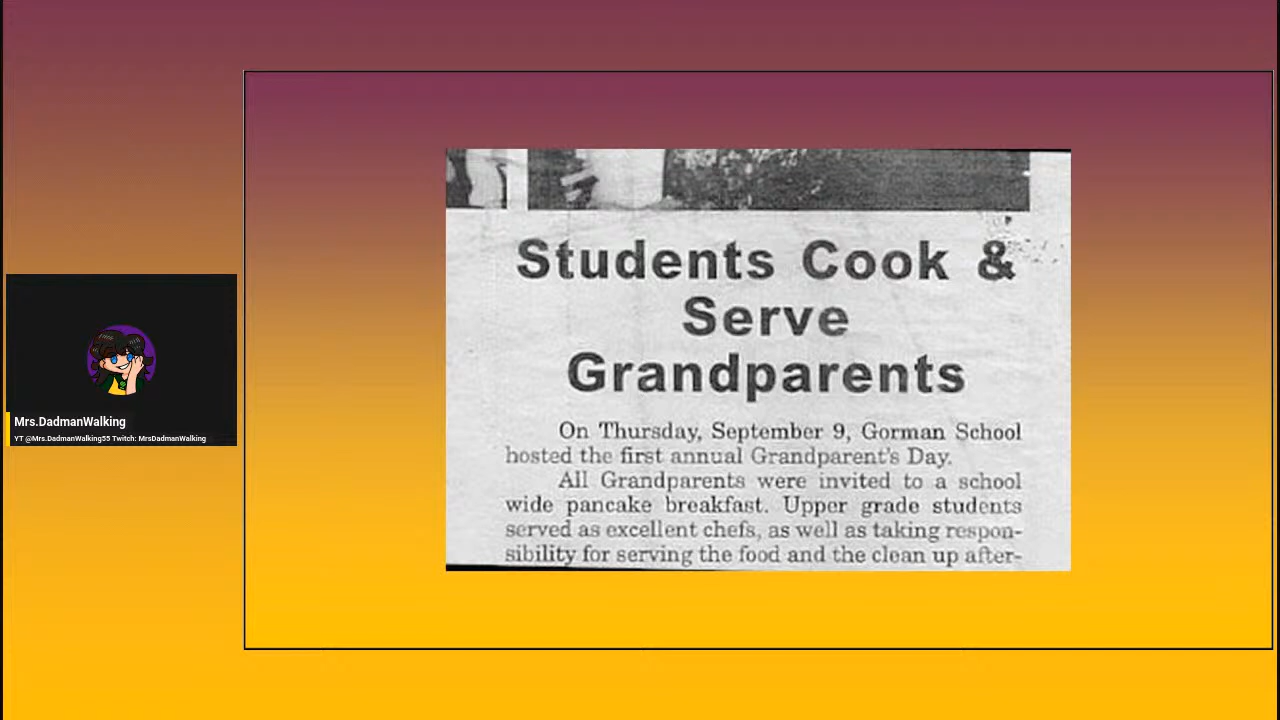 Students Cook &
Serve
Grandparents
On Thursday, September 9, Gorman School
hosted the first annual Grandparent's Day.
All Grandparents were invited to a school
wide pancake breakfast. Upper grade students
served as excellent chefs, as well as taking respon-
sibility for serving the food and the clean up after-
Mrs.DadmanWalking
YT @Mrs.DadmanWalking55 Twitch: MrsDadmanWalking